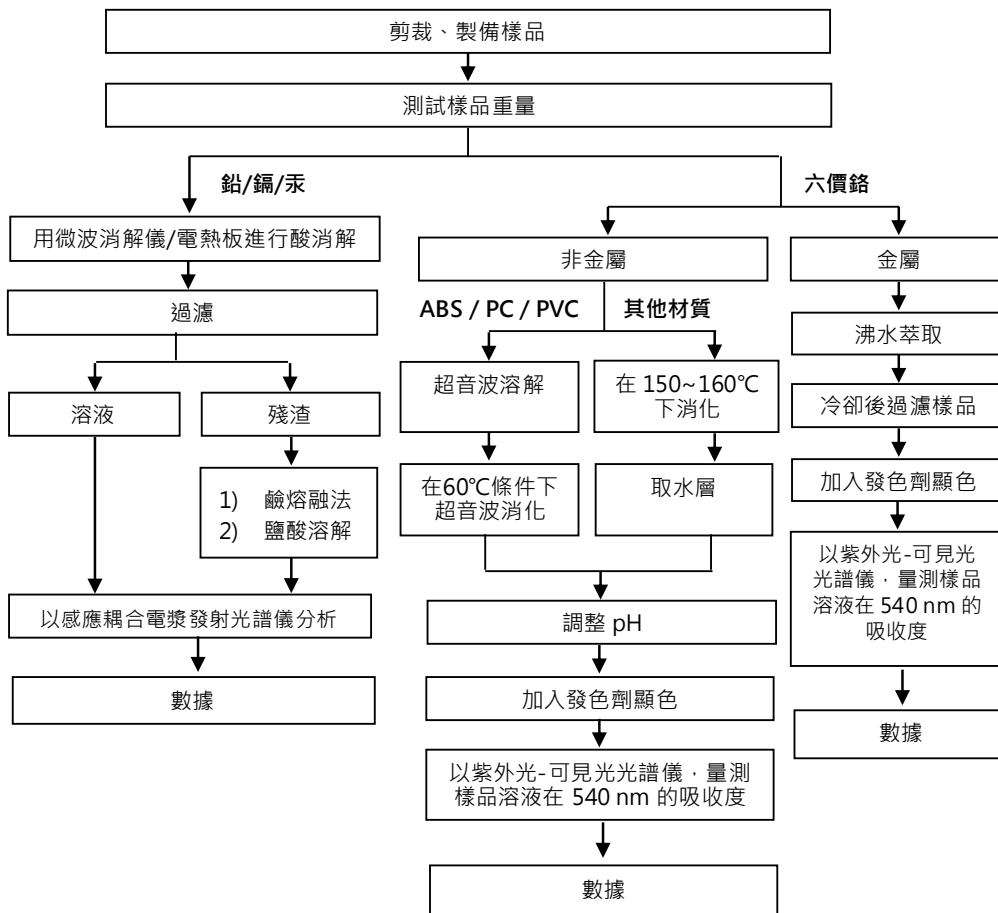 剪裁、製備樣品
測試樣品重量
鉛/鎘/汞
六價鉻
用微波消解儀/電熱板進行酸消解
非金屬
金屬
過濾
ABS / PC / PVC
其他材質
沸水萃取
溶液
殘渣
超音波溶解
在 150~160℃
下消化
冷卻後過濾樣品
1) 鹼熔融法
2) 鹽酸溶解
在60℃條件下
超音波消化
取水層
加入發色劑顯色
以紫外光-可見光
光譜儀，量測樣品
溶液在 540 nm 的
吸收度
以感應耦合電漿發射光譜儀分析
調整 pH
數據
加入發色劑顯色
數據
以紫外光-可見光光譜儀，量測
樣品溶液在 540 nm 的吸收度
數據